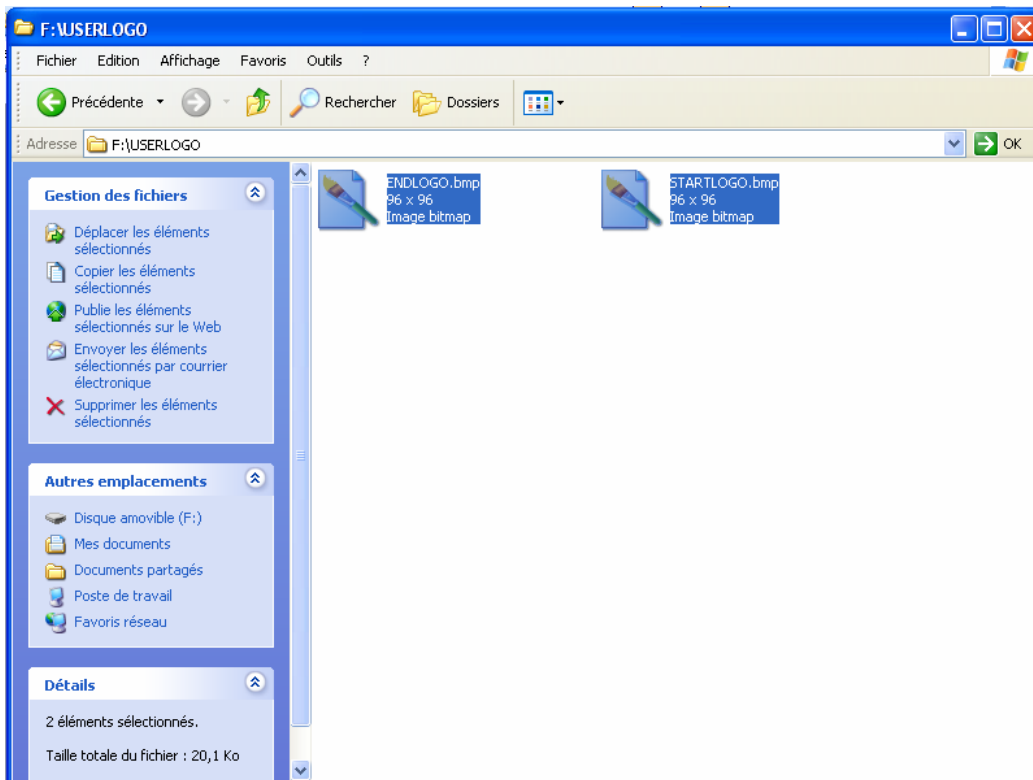 F:\USERLOGO
Fichier Edition Affichage Favoris Outils ?
Précédente Rechercher Dossiers
Adresse F:\USERLOGO OK
Gestion des fichiers
Déplacer les éléments
sélectionnés
Copier les éléments
sélectionnés
Publie les éléments
sélectionnés sur le Web
Envoyer les éléments
sélectionnés par courrier
électronique
Supprimer les éléments
sélectionnés
Autres emplacements
Disque amovible (F:)
Mes documents
Documents partagés
Poste de travail
Favoris réseau
Détails
2 éléments sélectionnés.
Taille totale du fichier : 20,1 Ko
ENDLOGO.bmp
96 x 96
Image bitmap
STARTLOGO.bmp
96 x 96
Image bitmap